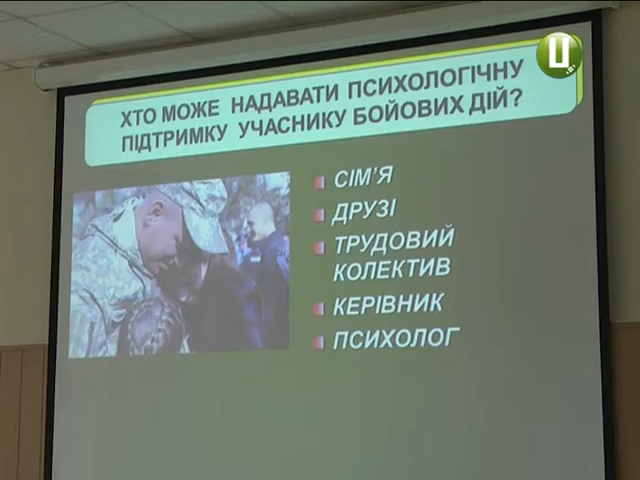 Ц
ХТО МОЖЕ НАДАВАТИ ПСИХОЛОГІЧНУ
ПІДТРИМКУ УЧАСНИКУ БОЙОВИХ ДІЙ?
СІМ'Я
ДРУЗІ
ТРУДОВИЙ
КОЛЕКТИВ
КЕРІВНИК
ПСИХОЛОГ